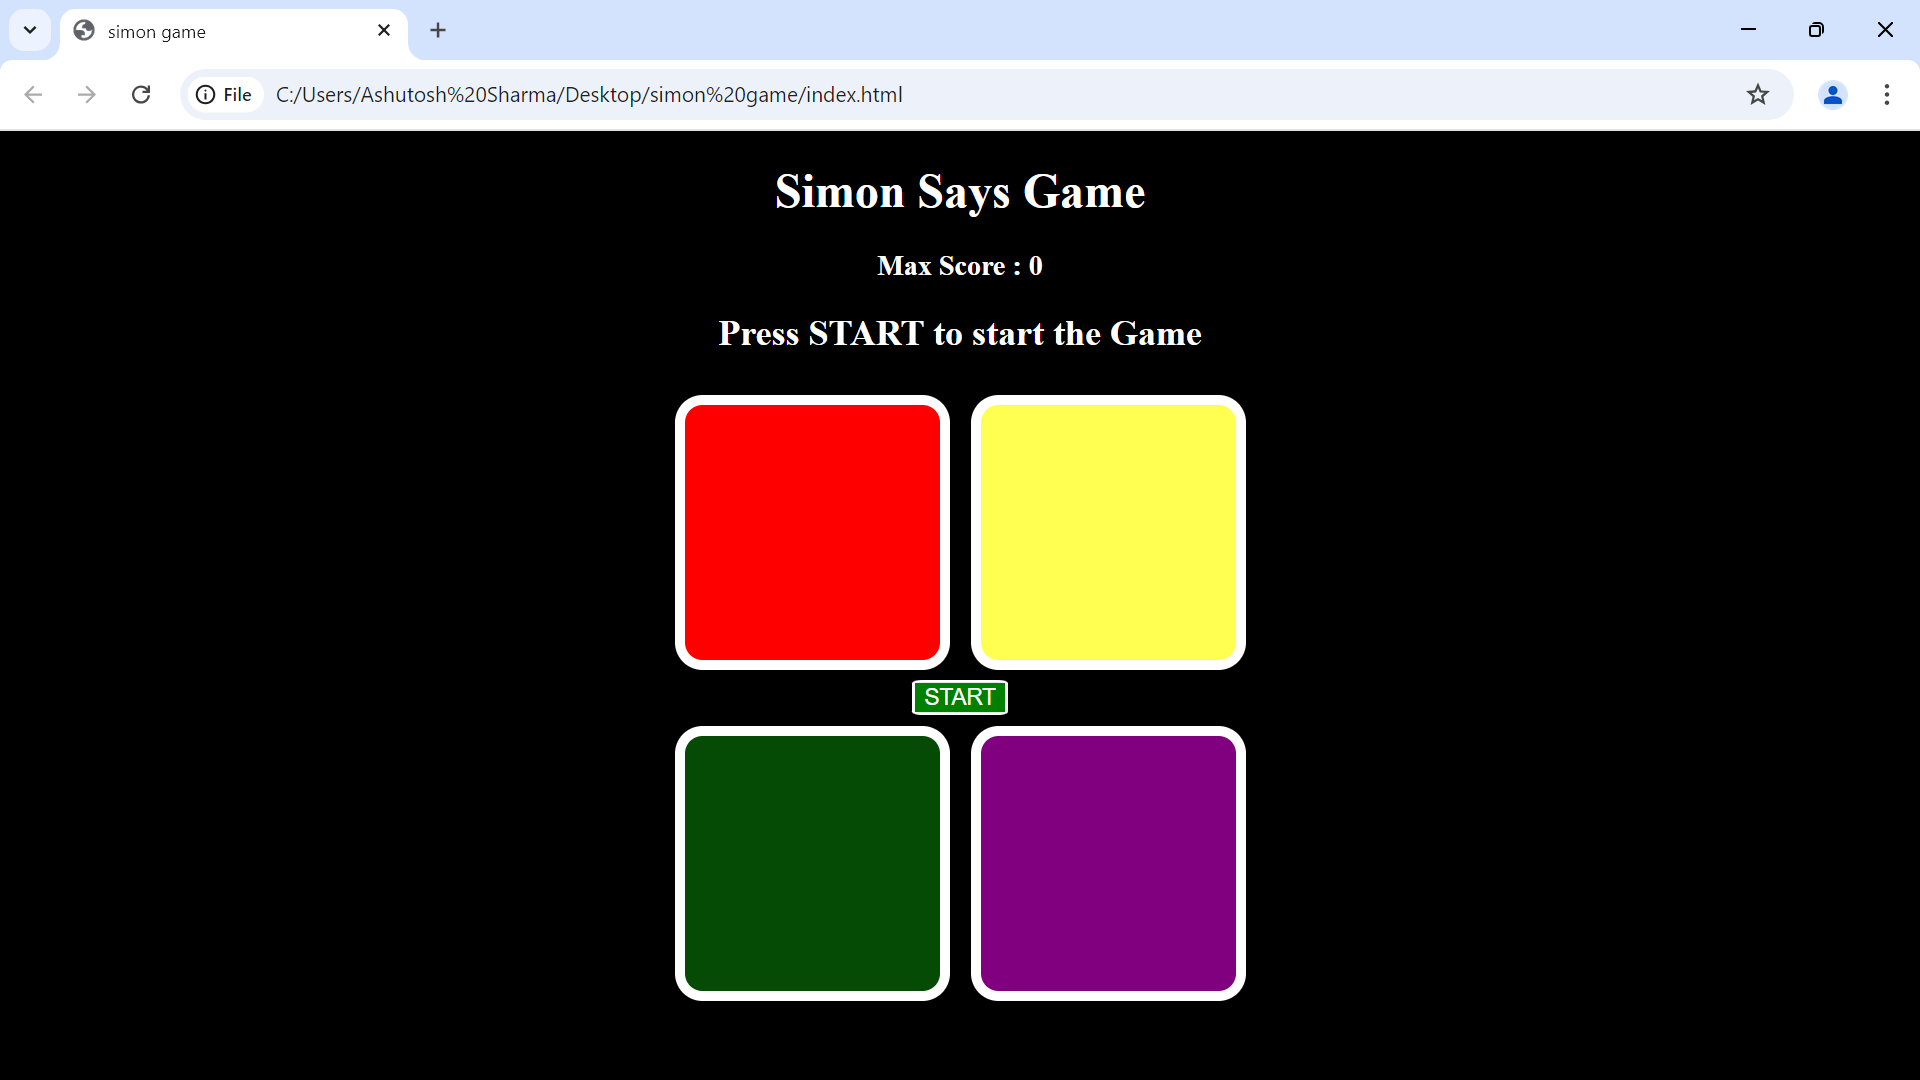 simon game
File C:/Users/Ashutosh%20Sharma/Desktop/simon%20game/index.html
Simon Says Game
Max Score : 0
Press START to start the Game
START